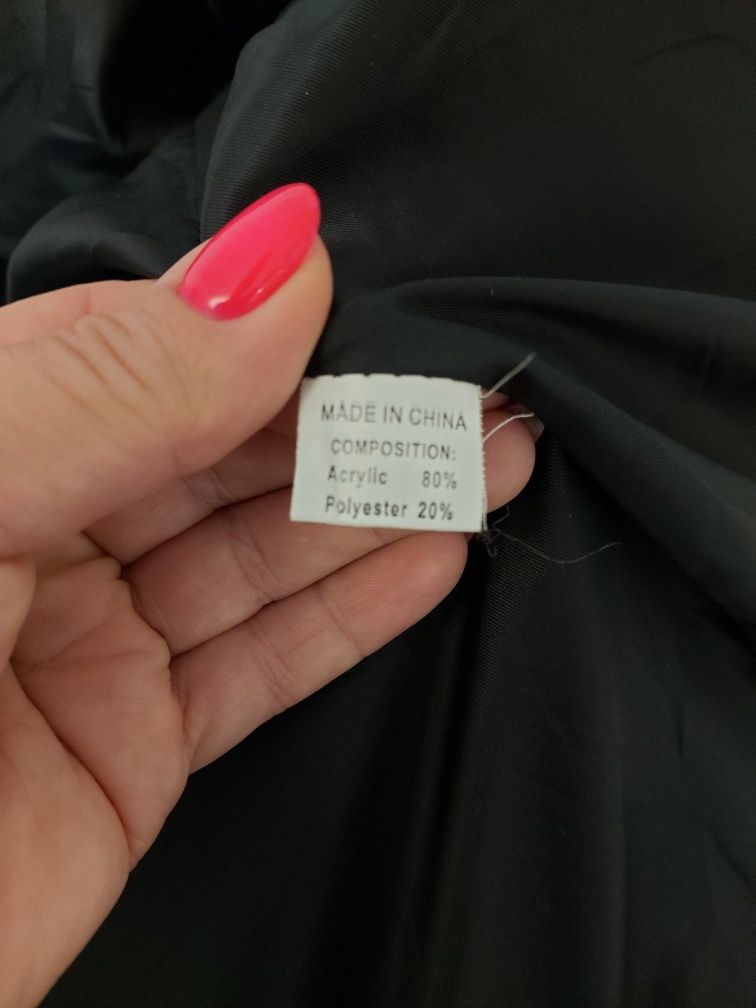 MADE IN CHINA
COMPOSITION:
Acrylic 80%
Polyester 20%